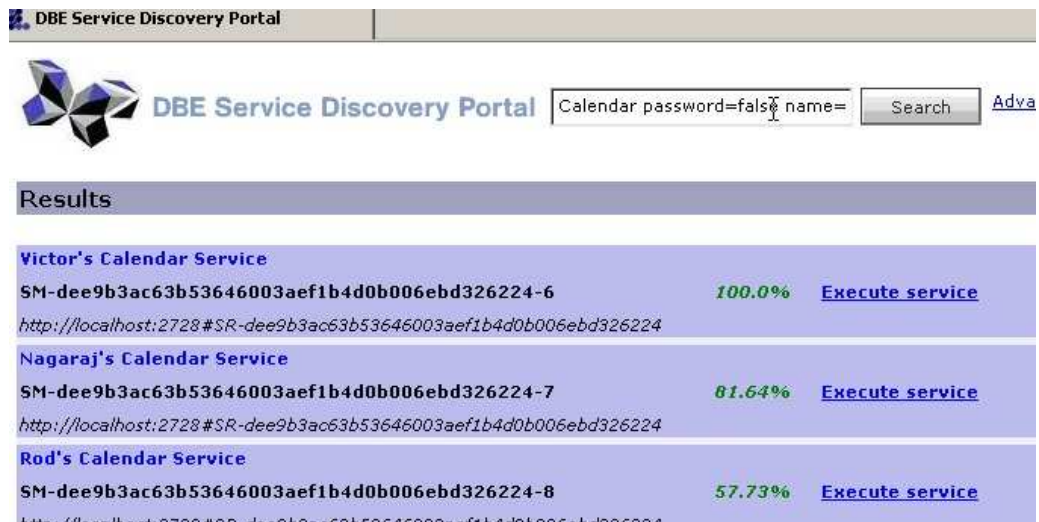 DBE Service Discovery Portal
DBE Service Discovery Portal Calendar password=false name= Search Adva
Results
Victor's Calendar Service
SM-dee9b3ac63b53646003aef1b4d0b006ebd326224-6 100.0% Execute service
http://localhost:2728#SR-dee9b3ac63b53646003aef1b4d0b006ebd326224
Nagaraj's Calendar Service
SM-dee9b3ac63b53646003aef1b4d0b006ebd326224-7 81.64% Execute service
http://localhost:2728#SR-dee9b3ac63b53646003aef1b4d0b006ebd326224
Rod's Calendar Service
SM-dee9b3ac63b53646003aef1b4d0b006ebd326224-8 57.73% Execute service